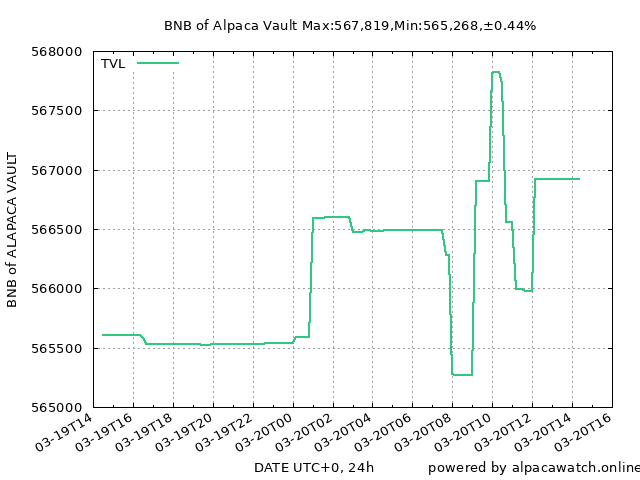 BNB of Alpaca Vault Max:567,819,Min:565,268,±0.44%
568000
TVL
567500
567000
566500
566000
565500
565000
BNB of ALAPACA VAULT
03-19T14
03-19T16
03-19T18
03-19T20
03-19T22
03-20T00
03-20T02
03-20T04
03-20T06
03-20T08
03-20T10
03-20T12
03-20T14
03-20T16
DATE UTC+0, 24h
powered by alpacawatch.online